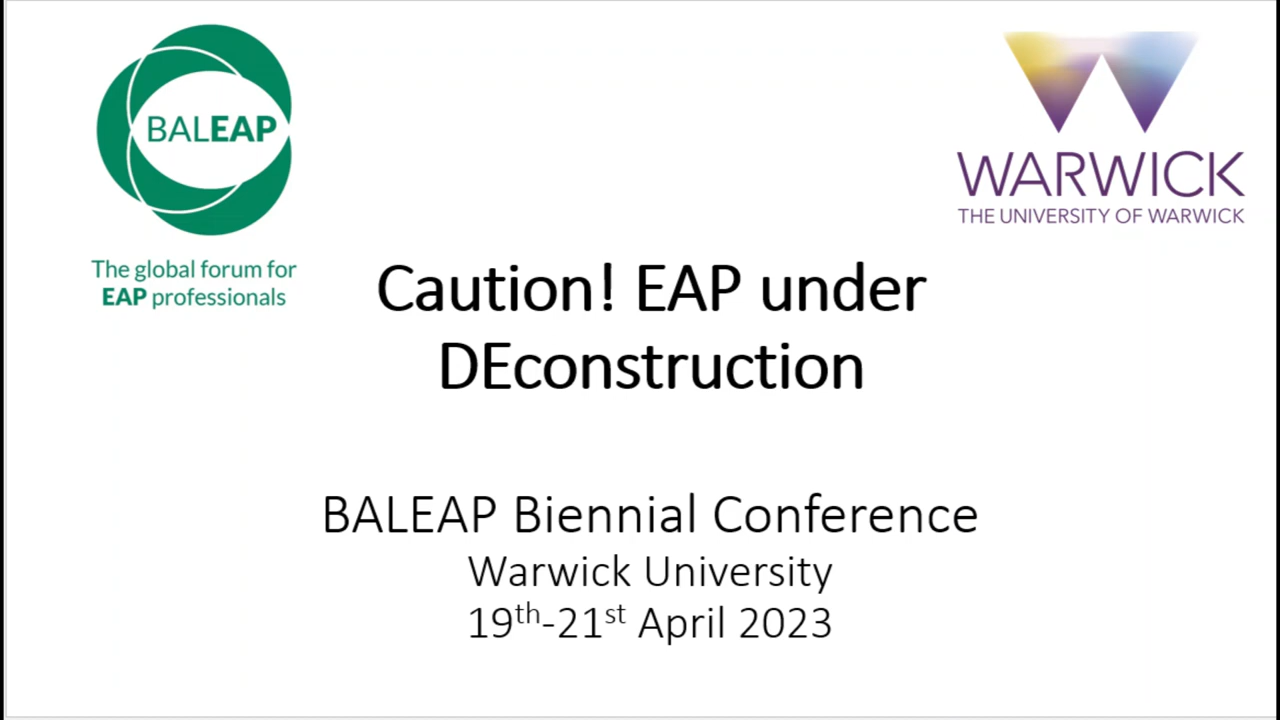 BALEAP
The global forum for
EAP professionals
WARWICK
THE UNIVERSITY OF WARWICK
Caution! EAP under
DEconstruction
BALEAP Biennial Conference
Warwick University
19th-21st April 2023